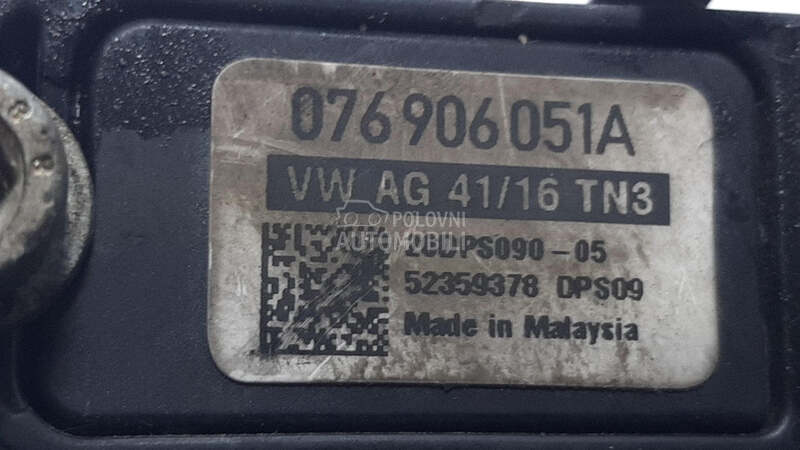 076906051A
VW AG 41/16 TN3
POLOVNI
AUTOMOBILI
20DPS090-05
52359378 DPS09
Made in Malaysia